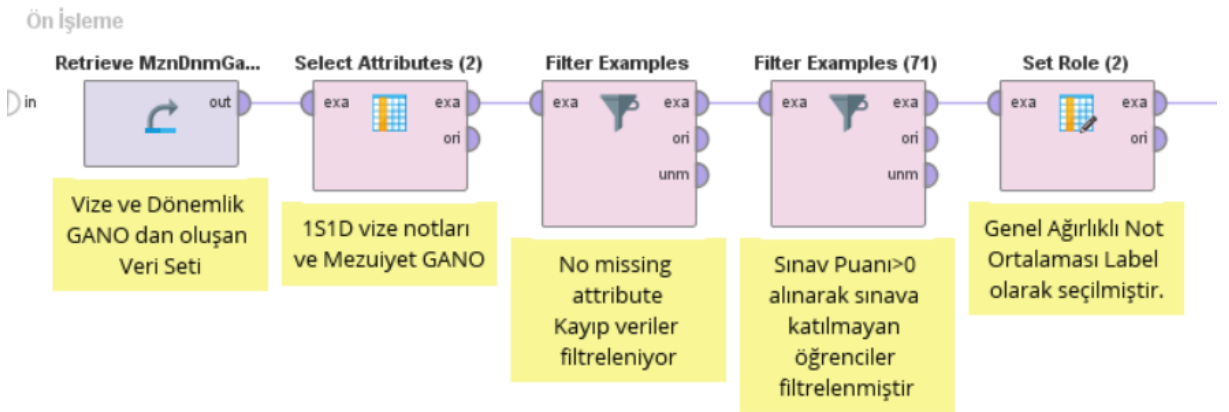 Ön İşleme
Retrieve MznDnmGa...
Select Attributes (2)
Filter Examples
Filter Examples (71)
Set Role (2)
in
out
exa
exa
ori
exa
exa
ori
unm
exa
exa
ori
unm
exa
exa
ori
Vize ve Dönemlik
GANO dan oluşan
Veri Seti
1S1D vize notları
ve Mezuiyet GANO
No missing
attribute
Kayıp veriler
filtreleniyor
Sınav Puanı>0
alınarak sınava
katılmayan
öğrenciler
filtrelenmiştir
Genel Ağırlıklı Not
Ortalaması Label
olarak seçilmiştir.